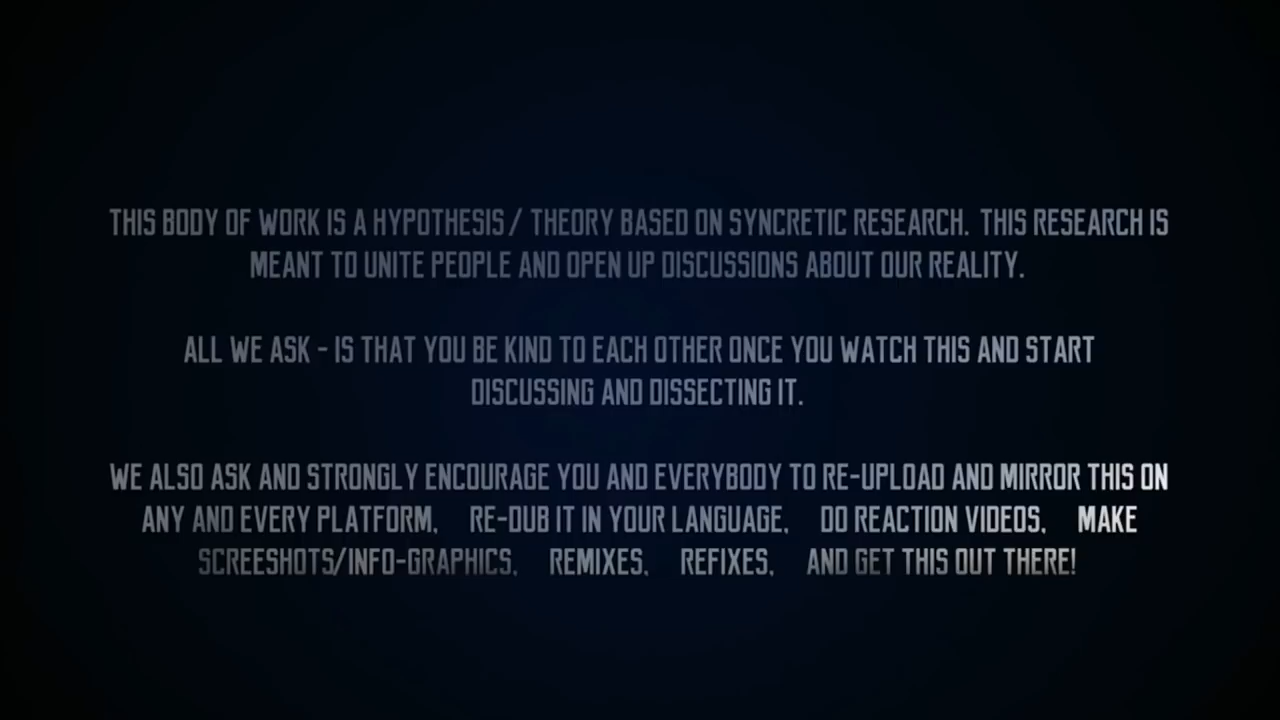 THIS BODY OF WORK IS A HYPOTHESIS / THEORY BASED ON SYNCRETIC RESEARCH. THIS RESEARCH IS
MEANT TO UNITE PEOPLE AND OPEN UP DISCUSSIONS ABOUT OUR REALITY.
ALL WE ASK - IS THAT YOU BE KIND TO EACH OTHER ONCE YOU WATCH THIS AND START
DISCUSSING AND DISSECTING IT.
WE ALSO ASK AND STRONGLY ENCOURAGE YOU AND EVERYBODY TO RE-UPLOAD AND MIRROR THIS ON
ANY AND EVERY PLATFORM, RE-DUB IT IN YOUR LANGUAGE, DO REACTION VIDEOS, MAKE
SCREESHOTS/INFO-GRAPHICS, REMIXES, REFIXES, AND GET THIS OUT THERE!